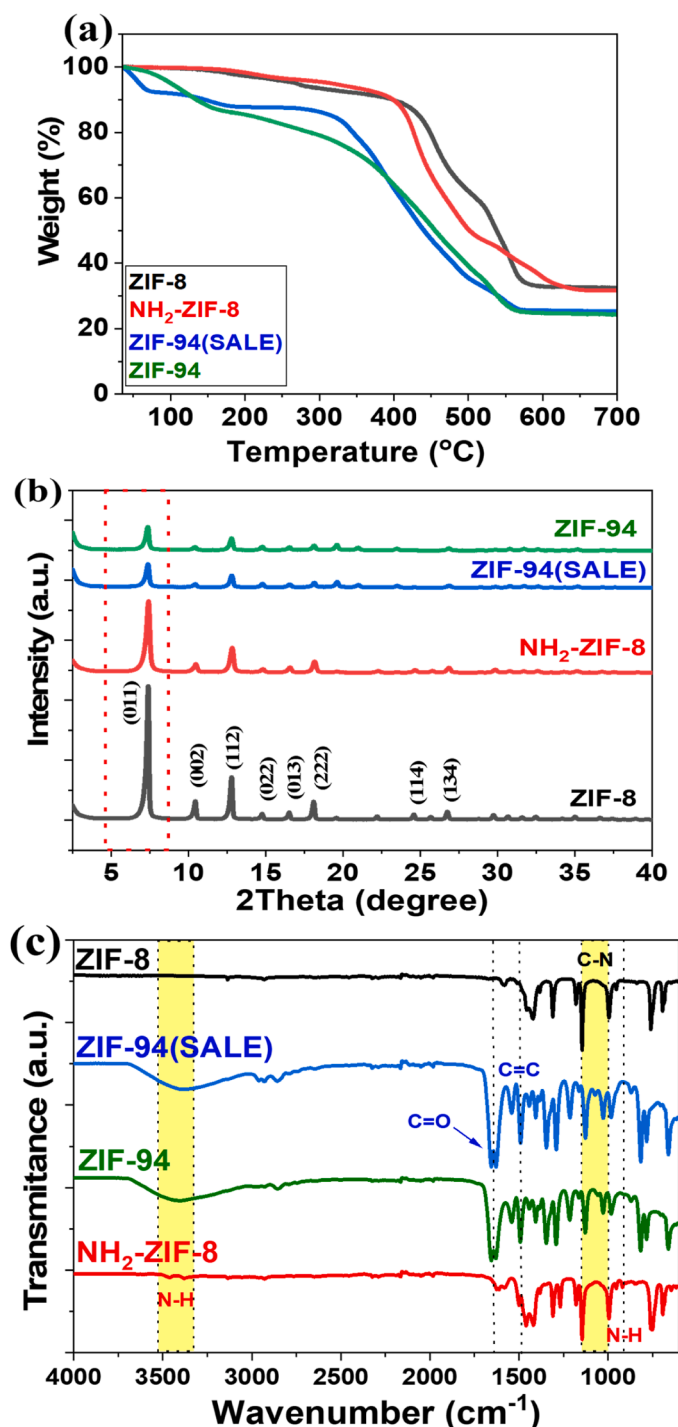 (a)
100
80
60
40
20
0
Weight (%)
ZIF-8
NH₂-ZIF-8
ZIF-94(SALE)
ZIF-94
100 200 300 400 500 600 700
Temperature (°C)
(b)
Intensity (a.u.)
ZIF-94
ZIF-94(SALE)
NH₂-ZIF-8
(011)
(002)
(112)
(022)
(013)
(222)
(114)
(134)
ZIF-8
5 10 15 20 25 30 35 40
2Theta (degree)
(c)
Transmitance (a.u.)
ZIF-8
C-N
ZIF-94(SALE)
C=C
C=O
ZIF-94
NH₂-ZIF-8
N-H
N-H
4000 3500 3000 2500 2000 1500 1000
Wavenumber (cm⁻¹)